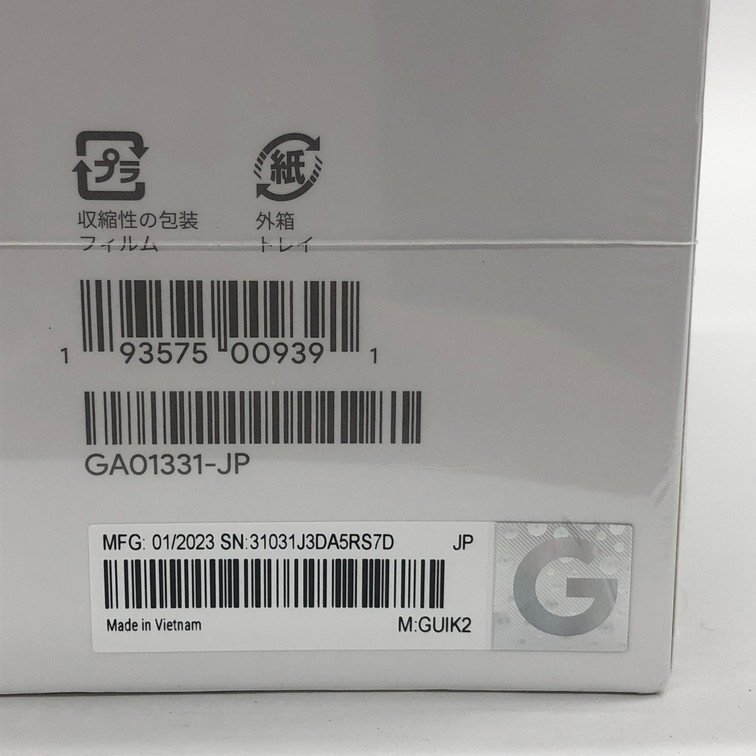 プラ
紙
収縮性の包装
フィルム
外箱
トレイ
1 93575 00939 1
GA01331-JP
MFG: 01/2023 SN:31031J3DA5RS7D JP
Made in Vietnam M:GUIK2
G